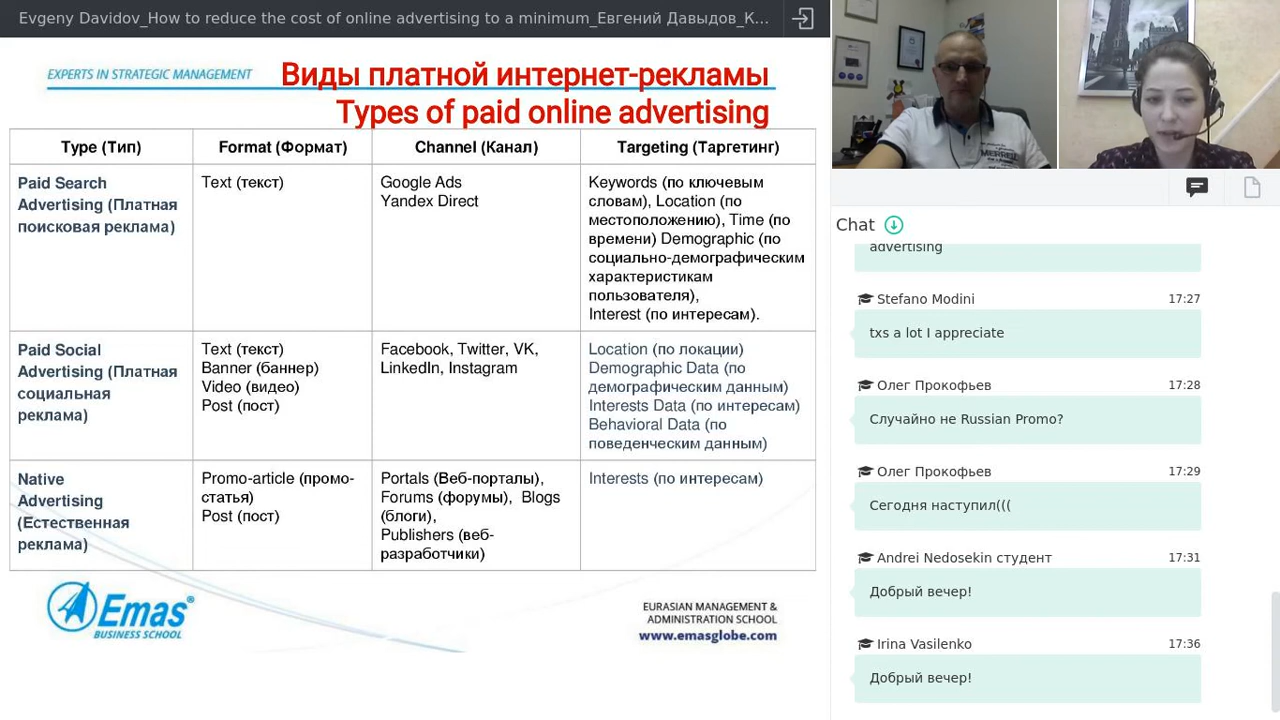 Evgeny Davidov_How to reduce the cost of online advertising to a minimum_Евгений Давыдов_К...
EXPERTS IN STRATEGIC MANAGEMENT
Виды платной интернет-рекламы
Types of paid online advertising
Type (Тип)
Format (Формат)
Channel (Канал)
Targeting (Таргетинг)
Paid Search
Advertising (Платная
поисковая реклама)
Text (текст)
Google Ads
Yandex Direct
Keywords (по ключевым
словам), Location (по
местоположению), Time (по
времени) Demographic (по
социально-демографическим
характеристикам
пользователя),
Interest (по интересам).
Paid Social
Advertising (Платная
социальная
реклама)
Text (текст)
Banner (баннер)
Video (видео)
Post (пост)
Facebook, Twitter, VK,
LinkedIn, Instagram
Location (по локации)
Demographic Data (по
демографическим данным)
Interests Data (по интересам)
Behavioral Data (по
поведенческим данным)
Native
Advertising
(Естественная
реклама)
Promo-article (промо-
статья)
Post (пост)
Portals (Веб-порталы),
Forums (форумы), Blogs
(блоги),
Publishers (веб-
разработчики)
Interests (по интересам)
Emas®
BUSINESS SCHOOL
EURASIAN MANAGEMENT &
ADMINISTRATION SCHOOL
www.emasglobe.com
MERRELL
Chat
advertising
Stefano Modini 17:27
txs a lot I appreciate
Олег Прокофьев 17:28
Случайно не Russian Promo?
Олег Прокофьев 17:29
Сегодня наступил(((
Andrei Nedosekin студент 17:31
Добрый вечер!
Irina Vasilenko 17:36
Добрый вечер!